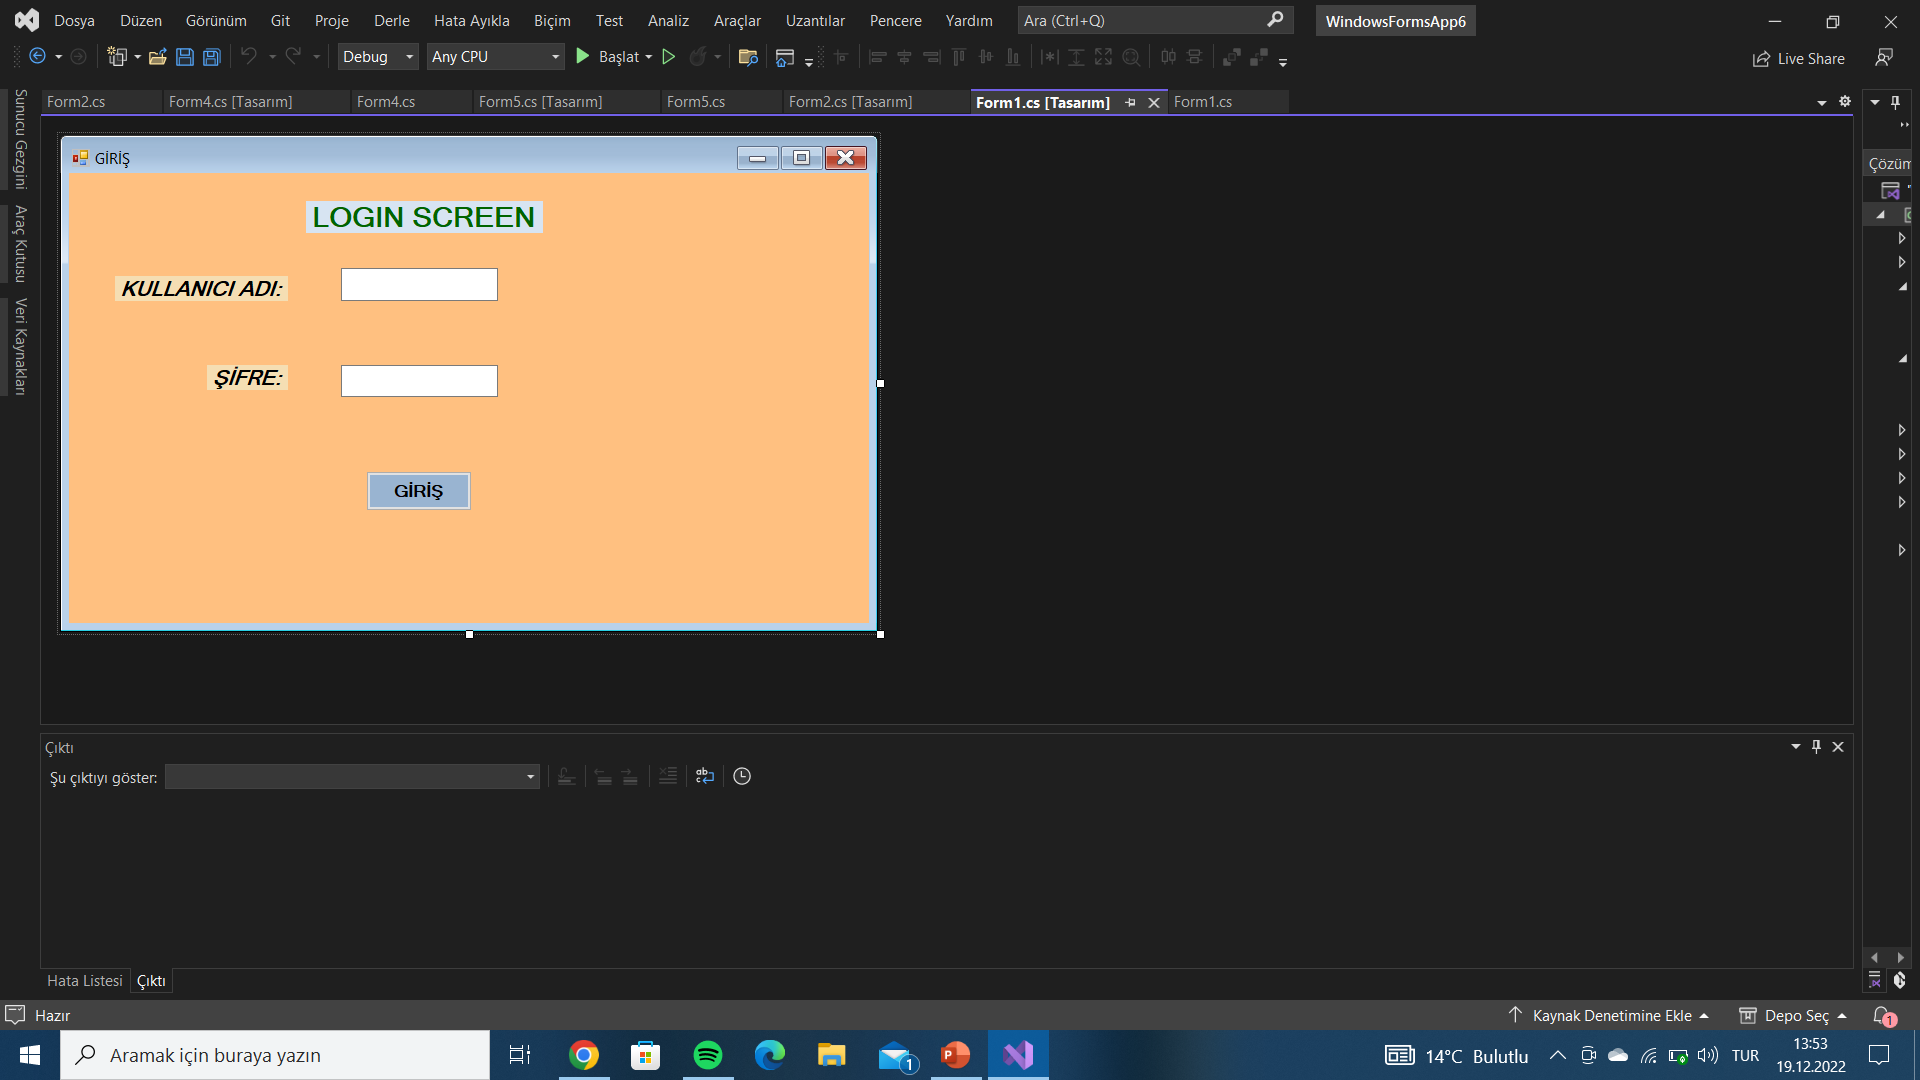 Dosya Düzen Görünüm Git Proje Derle Hata Ayıkla Biçim Test Analiz Araçlar Uzantılar Pencere Yardım Ara (Ctrl+Q) WindowsFormsApp6
Debug Any CPU Başlat Live Share
Form2.cs Form4.cs [Tasarım] Form4.cs Form5.cs [Tasarım] Form5.cs Form2.cs [Tasarım] Form1.cs [Tasarım] Form1.cs
Sunucu Gezgini
Araç Kutusu
Veri Kaynakları
Çözüm
GİRİŞ
LOGIN SCREEN
KULLANICI ADI:
ŞİFRE:
GİRİŞ
Çıktı
Şu çıktıyı göster:
Hata Listesi Çıktı
Hazır Kaynak Denetimine Ekle Depo Seç 1
Aramak için buraya yazın 1 14°C Bulutlu TUR 13:53
19.12.2022